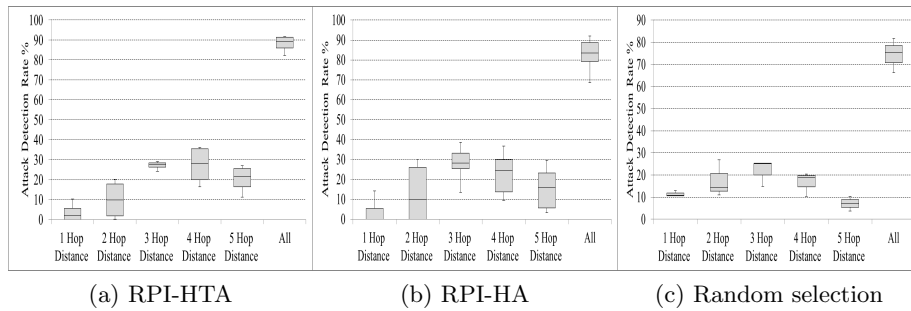 Attack Detection Rate %
100
90
80
70
60
50
40
30
20
10
0
1 Hop Distance
2 Hop Distance
3 Hop Distance
4 Hop Distance
5 Hop Distance
All
(a) RPI-HTA
Attack Detection Rate %
100
90
80
70
60
50
40
30
20
10
0
1 Hop Distance
2 Hop Distance
3 Hop Distance
4 Hop Distance
5 Hop Distance
All
(b) RPI-HA
Attack Detection Rate %
90
80
70
60
50
40
30
20
10
0
1 Hop Distance
2 Hop Distance
3 Hop Distance
4 Hop Distance
5 Hop Distance
All
(c) Random selection